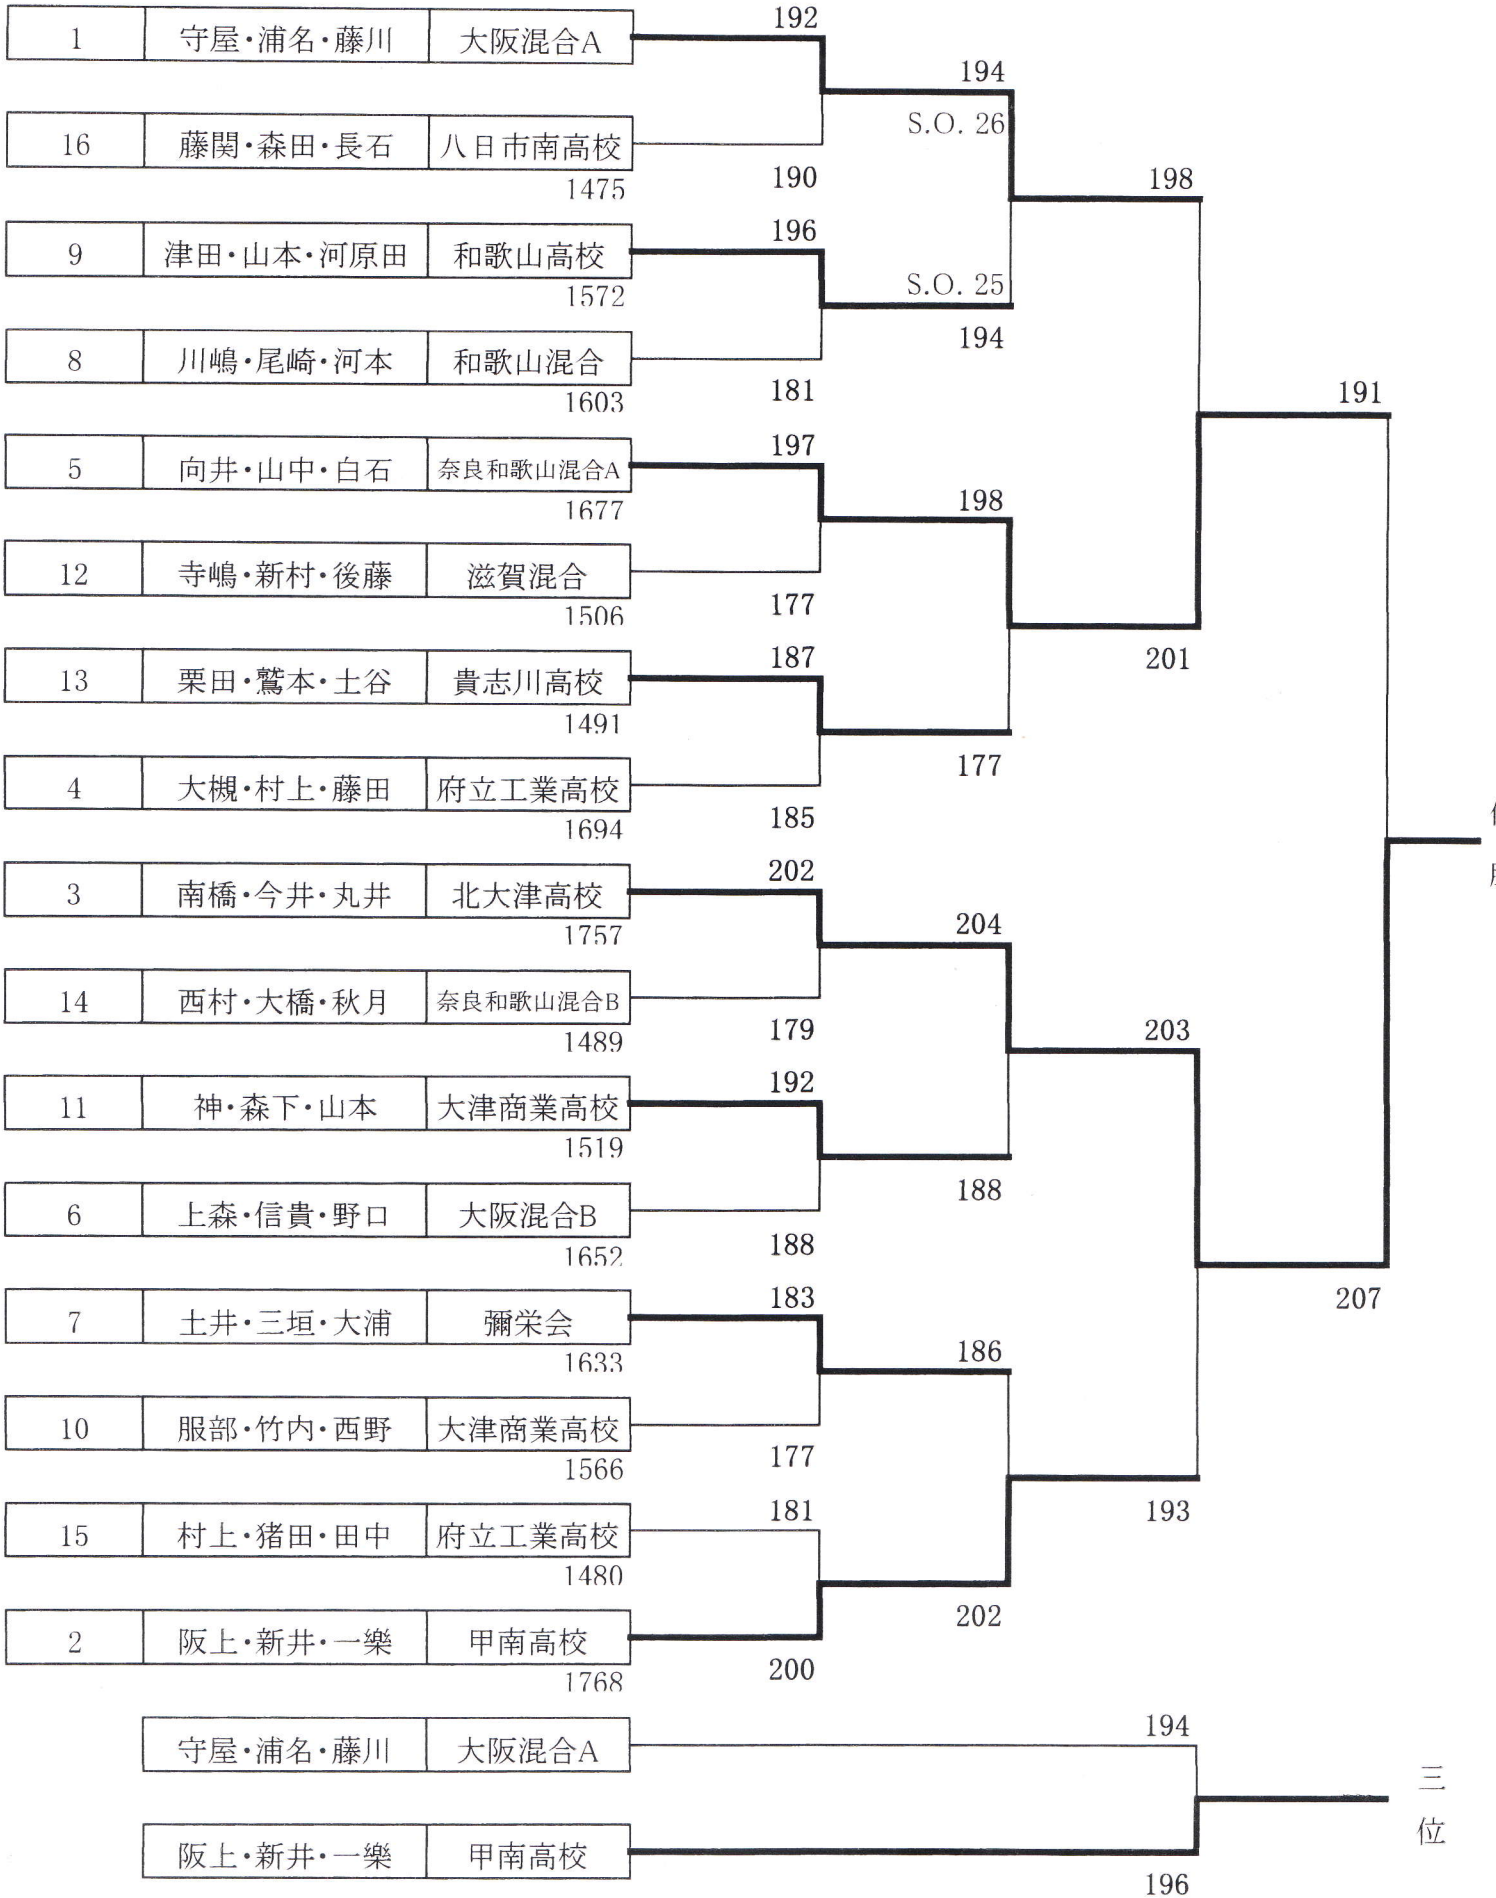 192
1 守屋・浦名・藤川 大阪混合A
194
S.O. 26
16 藤関・森田・長石 八日市南高校
1475
190
198
196
9 津田・山本・河原田 和歌山高校
1572
S.O. 25
194
8 川嶋・尾崎・河本 和歌山混合
1603
181
191
197
5 向井・山中・白石 奈良和歌山混合A
1677
198
12 寺嶋・新村・後藤 滋賀混合
1506
177
201
187
13 栗田・鷲本・土谷 貴志川高校
1491
177
4 大槻・村上・藤田 府立工業高校
1694
185
202
3 南橋・今井・丸井 北大津高校
1757
204
14 西村・大橋・秋月 奈良和歌山混合B
1489
179
203
192
11 神・森下・山本 大津商業高校
1519
188
6 上森・信貴・野口 大阪混合B
1652
188
207
183
7 土井・三垣・大浦 彌栄会
1633
186
10 服部・竹内・西野 大津商業高校
1566
177
193
181
15 村上・猪田・田中 府立工業高校
1480
202
2 阪上・新井・一樂 甲南高校
1768
200
194
守屋・浦名・藤川 大阪混合A
三位
阪上・新井・一樂 甲南高校
196